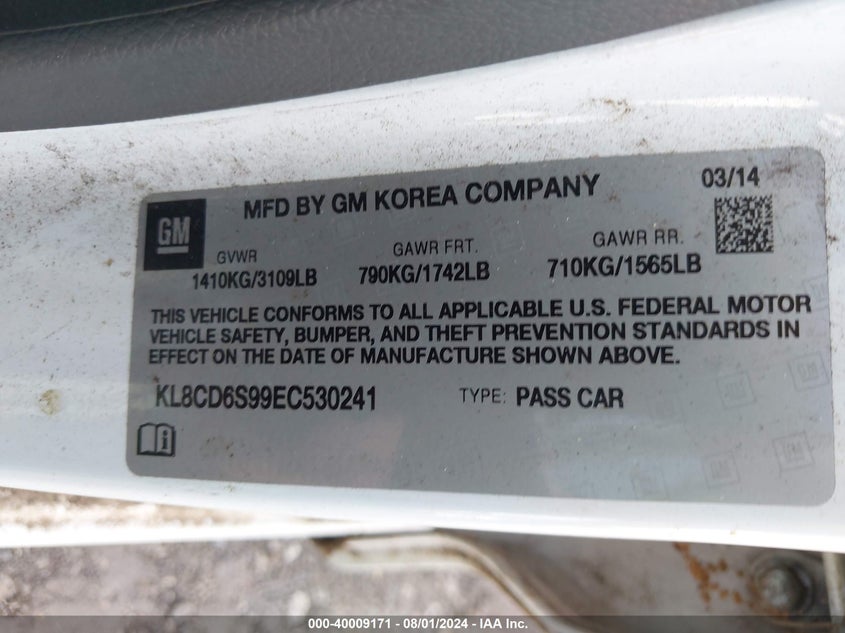 MFD BY GM KOREA COMPANY 03/14
GM
GVWR GAWR FRT. GAWR RR.
1410KG/3109LB 790KG/1742LB 710KG/1565LB
THIS VEHICLE CONFORMS TO ALL APPLICABLE U.S. FEDERAL MOTOR
VEHICLE SAFETY, BUMPER, AND THEFT PREVENTION STANDARDS IN
EFFECT ON THE DATE OF MANUFACTURE SHOWN ABOVE.
KL8CD6S99EC530241 TYPE: PASS CAR
000-40009171 - 08/01/2024 - IAA Inc.